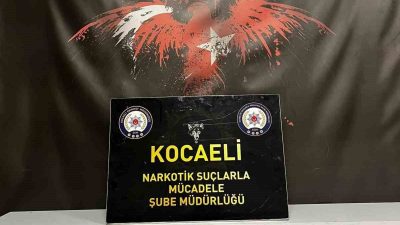 KOCAELİ
NARKOTİK SUÇLARLA
MÜCADELE
ŞUBE MÜDÜRLÜĞÜ